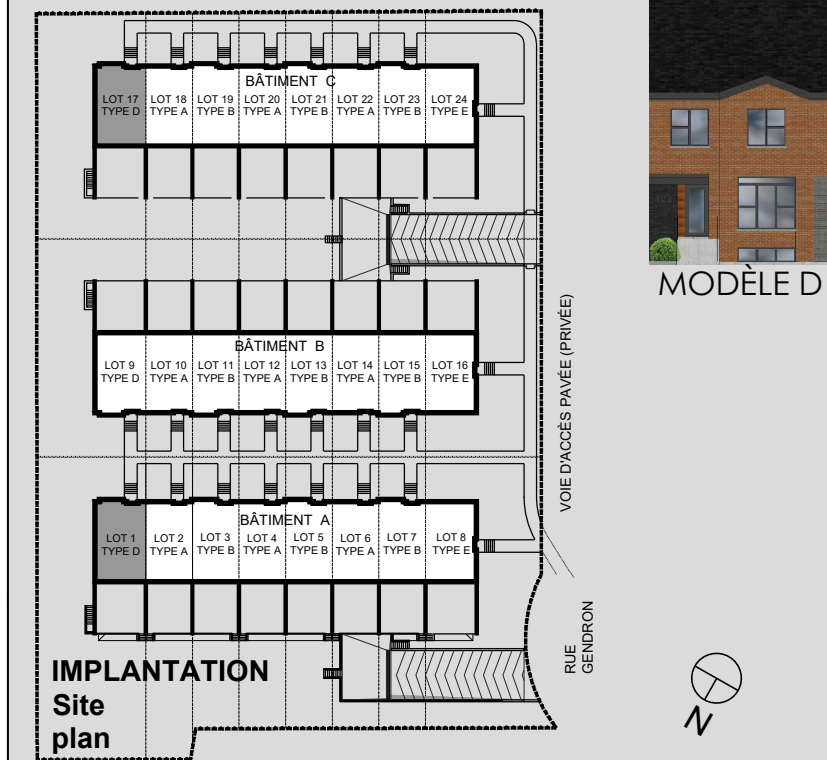 BÂTIMENT C
LOT 17 LOT 18 LOT 19 LOT 20 LOT 21 LOT 22 LOT 23 LOT 24
TYPE D TYPE A TYPE B TYPE A TYPE B TYPE A TYPE B TYPE E
MODÈLE D
BÂTIMENT B
LOT 9 LOT 10 LOT 11 LOT 12 LOT 13 LOT 14 LOT 15 LOT 16
TYPE D TYPE A TYPE B TYPE A TYPE B TYPE A TYPE B TYPE E
VOIE D'ACCÈS PAVÉE (PRIVÉE)
BÂTIMENT A
LOT 1 LOT 2 LOT 3 LOT 4 LOT 5 LOT 6 LOT 7 LOT 8
TYPE D TYPE A TYPE B TYPE A TYPE B TYPE A TYPE B TYPE E
RUE
GENDRON
IMPLANTATION
Site
plan
N